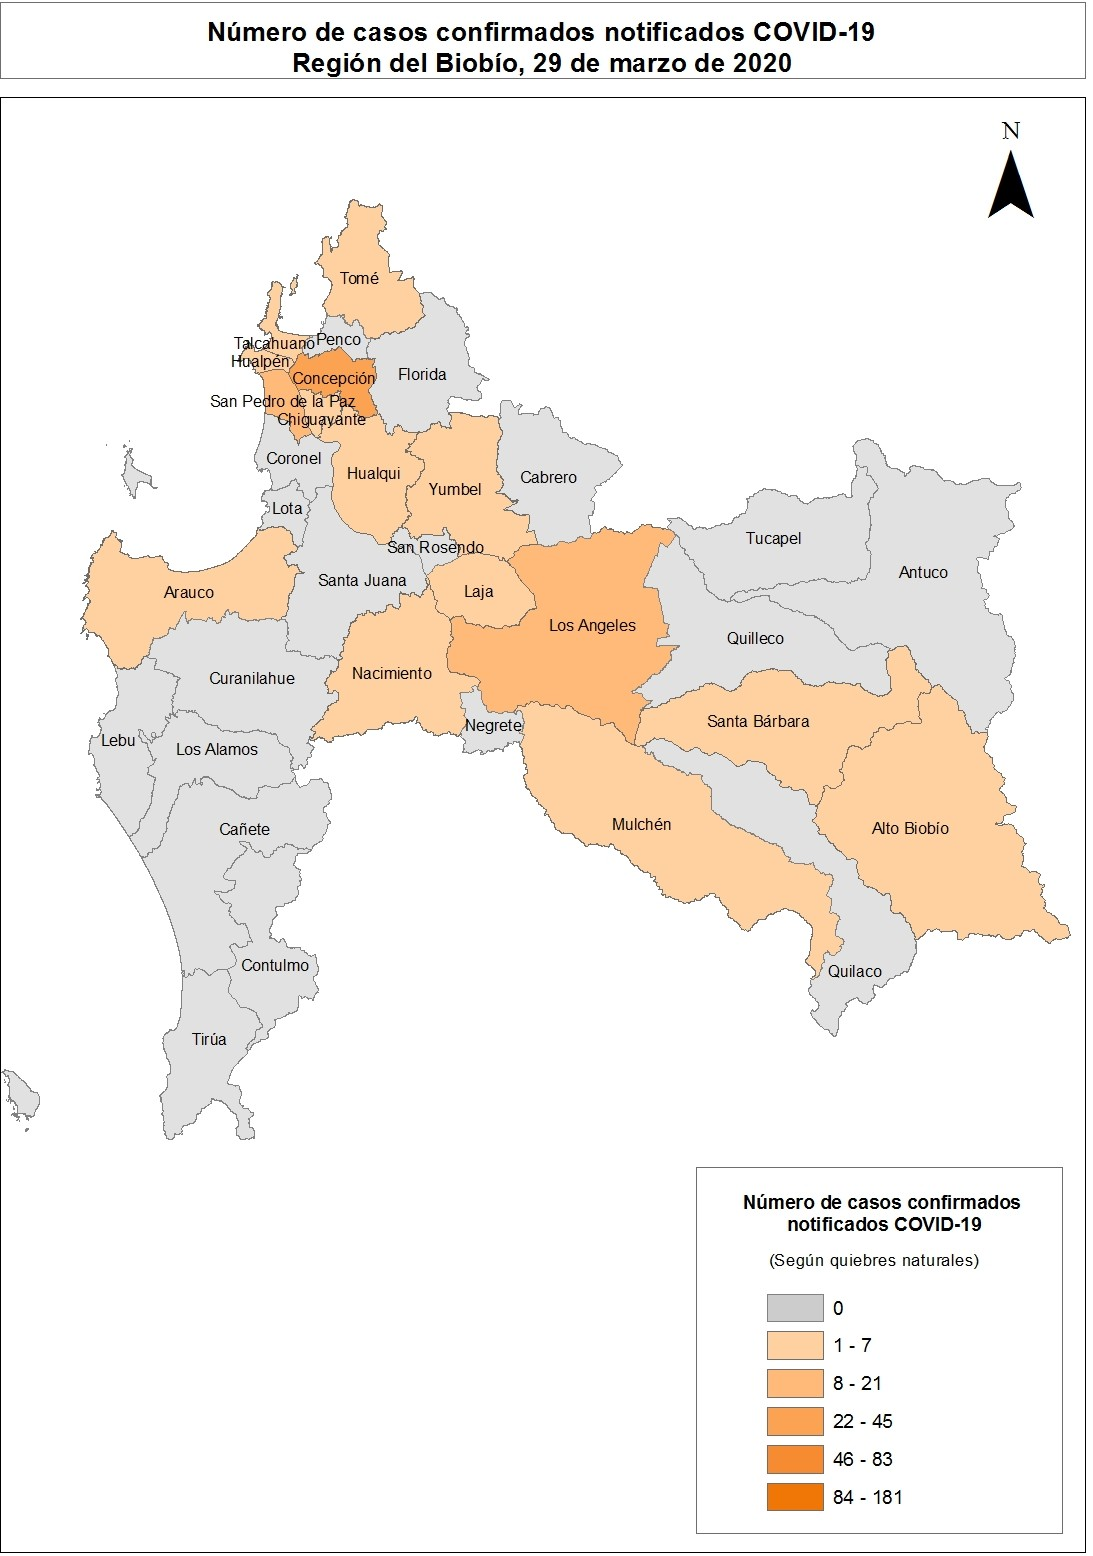 Número de casos confirmados notificados COVID-19
Región del Biobío, 29 de marzo de 2020
N
Tomé
Talcahuano
Penco
Hualpén
Concepción
Florida
San Pedro de la Paz
Chiguayante
Coronel
Hualqui
Yumbel
Cabrero
Lota
Tucapel
San Rosendo
Santa Juana
Antuco
Arauco
Laja
Los Angeles
Quilleco
Curanilahue
Nacimiento
Santa Bárbara
Negrete
Lebu
Los Alamos
Mulchén
Alto Biobío
Cañete
Contulmo
Quilaco
Tirúa
Número de casos confirmados
notificados COVID-19
(Según quiebres naturales)
0
1 - 7
8 - 21
22 - 45
46 - 83
84 - 181